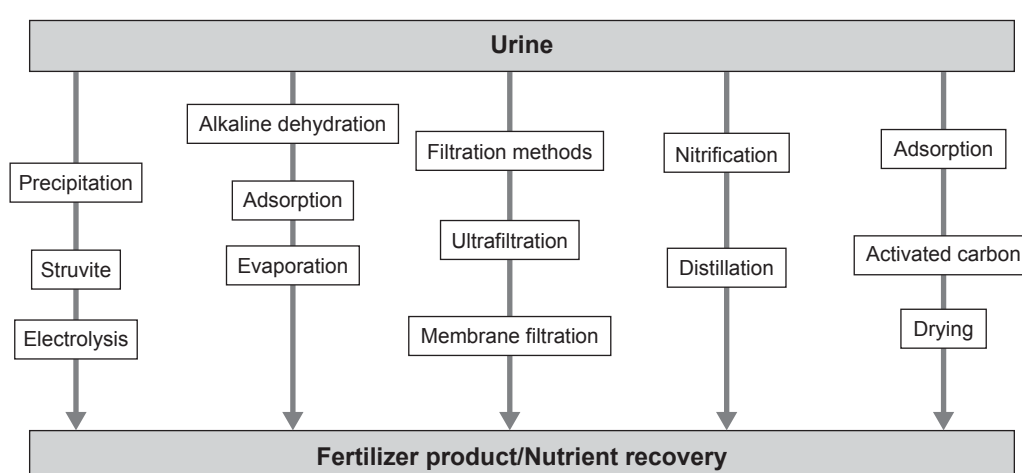 Urine
Precipitation
Struvite
Electrolysis
Alkaline dehydration
Adsorption
Evaporation
Filtration methods
Ultrafiltration
Membrane filtration
Nitrification
Distillation
Adsorption
Activated carbon
Drying
Fertilizer product/Nutrient recovery